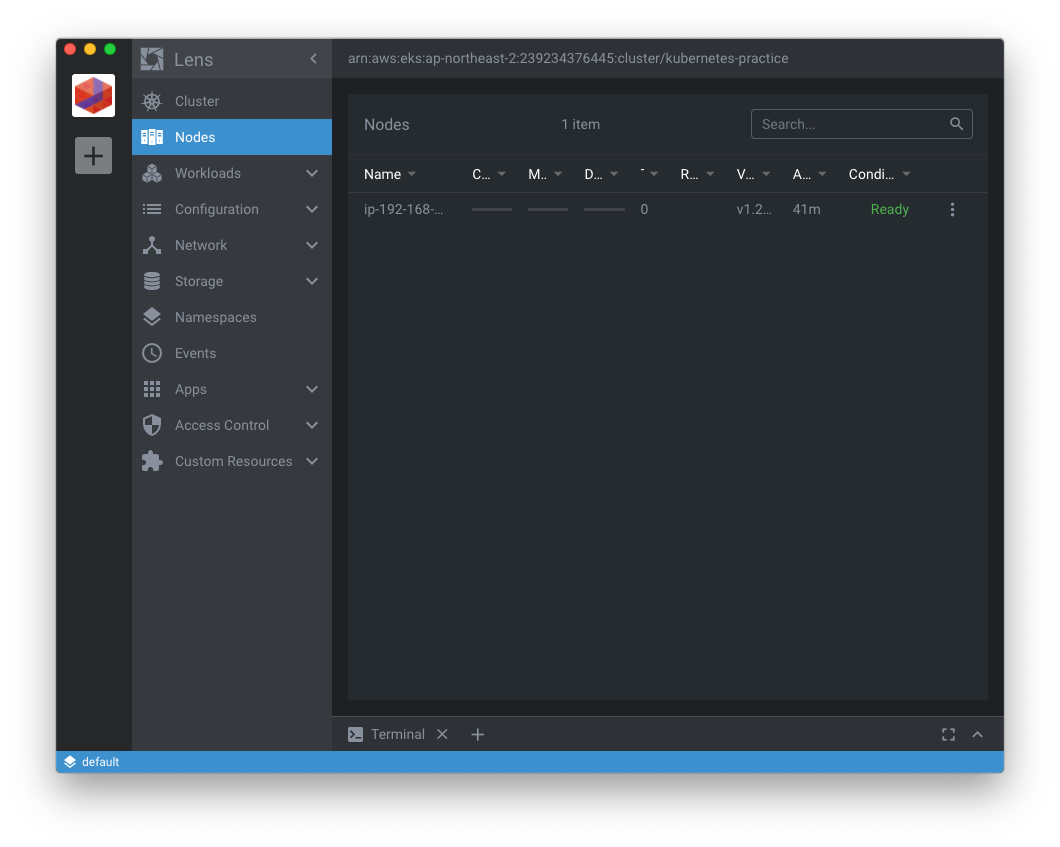 Lens
arn:aws:eks:ap-northeast-2:239234376445:cluster/kubernetes-practice
Cluster
Nodes
Workloads
Configuration
Network
Storage
Namespaces
Events
Apps
Access Control
Custom Resources
Nodes 1 item Search...
Name C... M.. D... R... V... A... Condi...
ip-192-168-... 0 v1.2... 41m Ready
Terminal
default